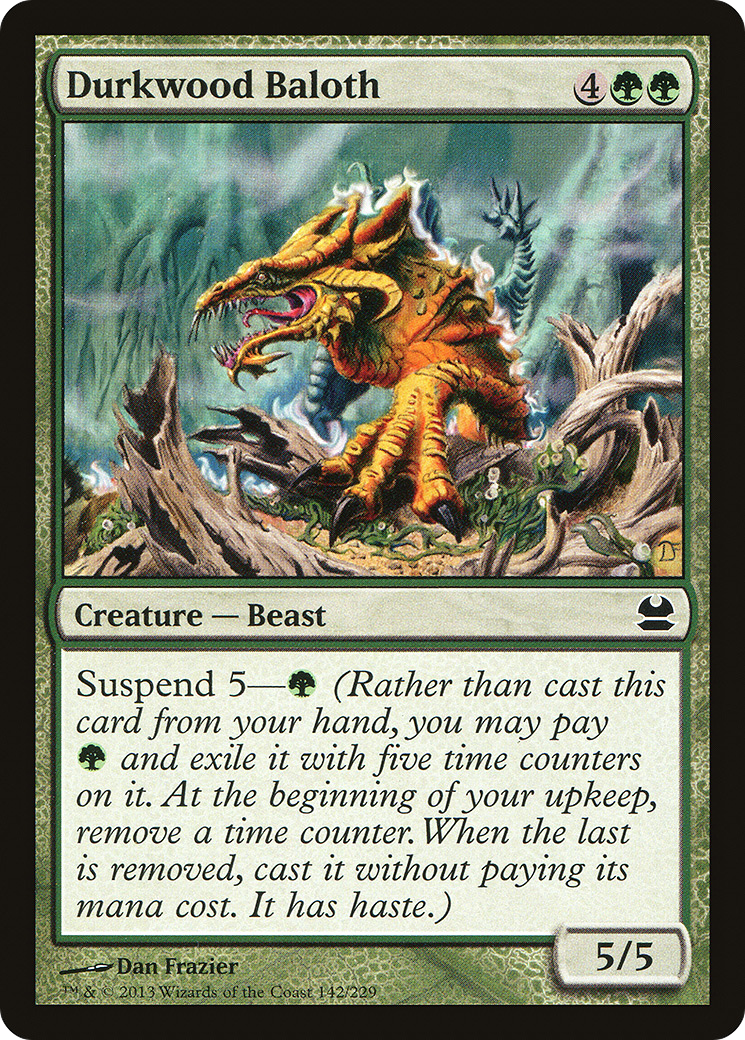 Durkwood Baloth 4
Creature — Beast
Suspend 5— (Rather than cast this
card from your hand, you may pay
and exile it with five time counters
on it. At the beginning of your upkeep,
remove a time counter. When the last
is removed, cast it without paying its
mana cost. It has haste.)
5/5
Dan Frazier
™ & © 2013 Wizards of the Coast 142/229